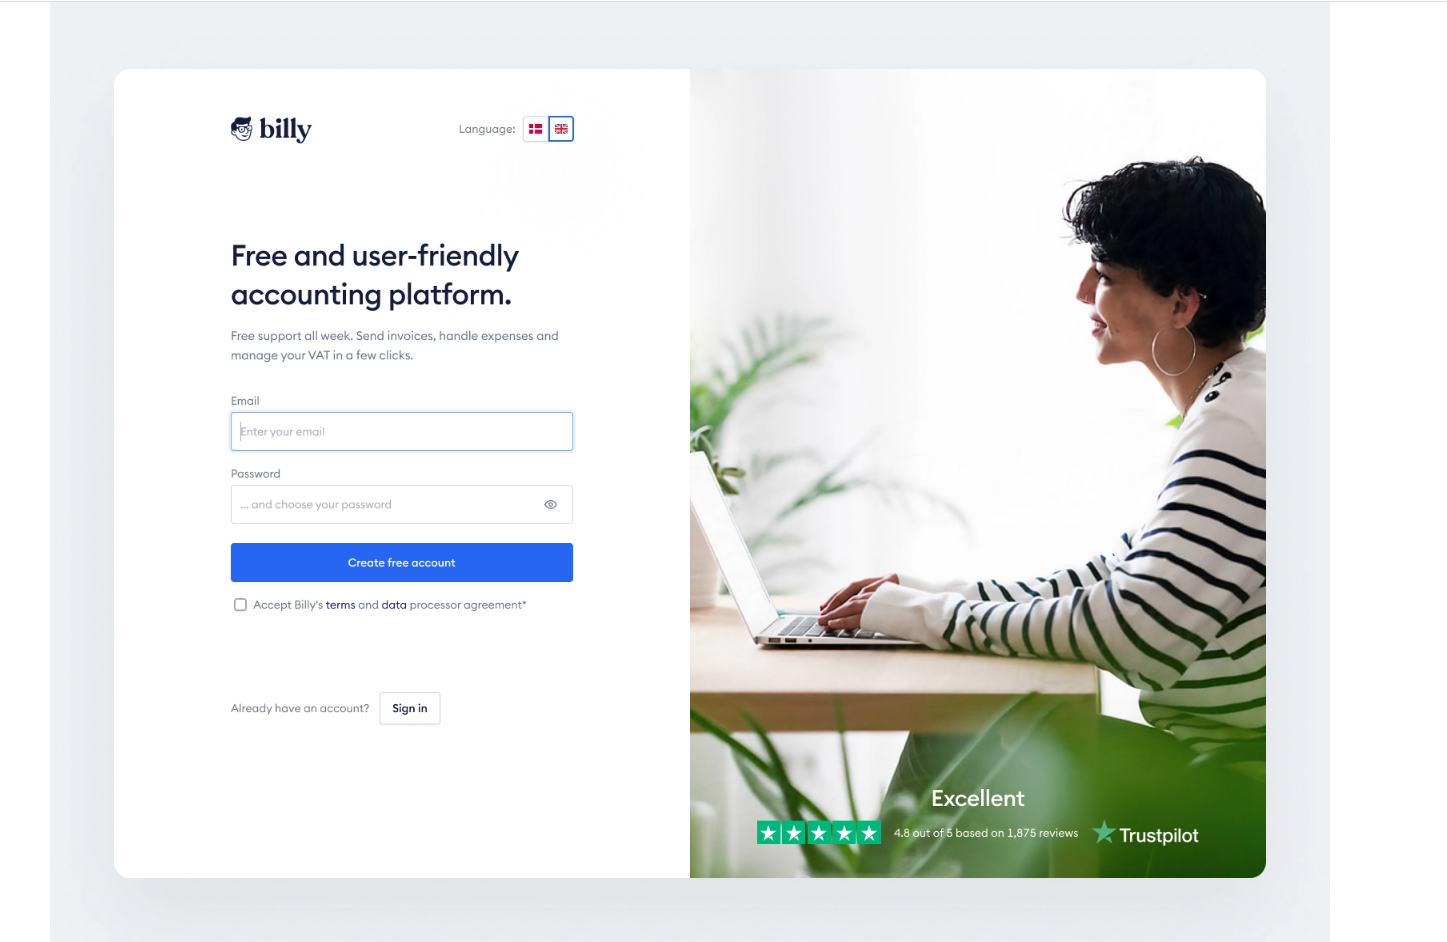 billy
Language:
Free and user-friendly
accounting platform.
Free support all week. Send invoices, handle expenses and
manage your VAT in a few clicks.
Email
Enter your email
Password
... and choose your password
Create free account
Accept Billy's terms and data processor agreement*
Already have an account? Sign in
Excellent
4.8 out of 5 based on 1,875 reviews Trustpilot